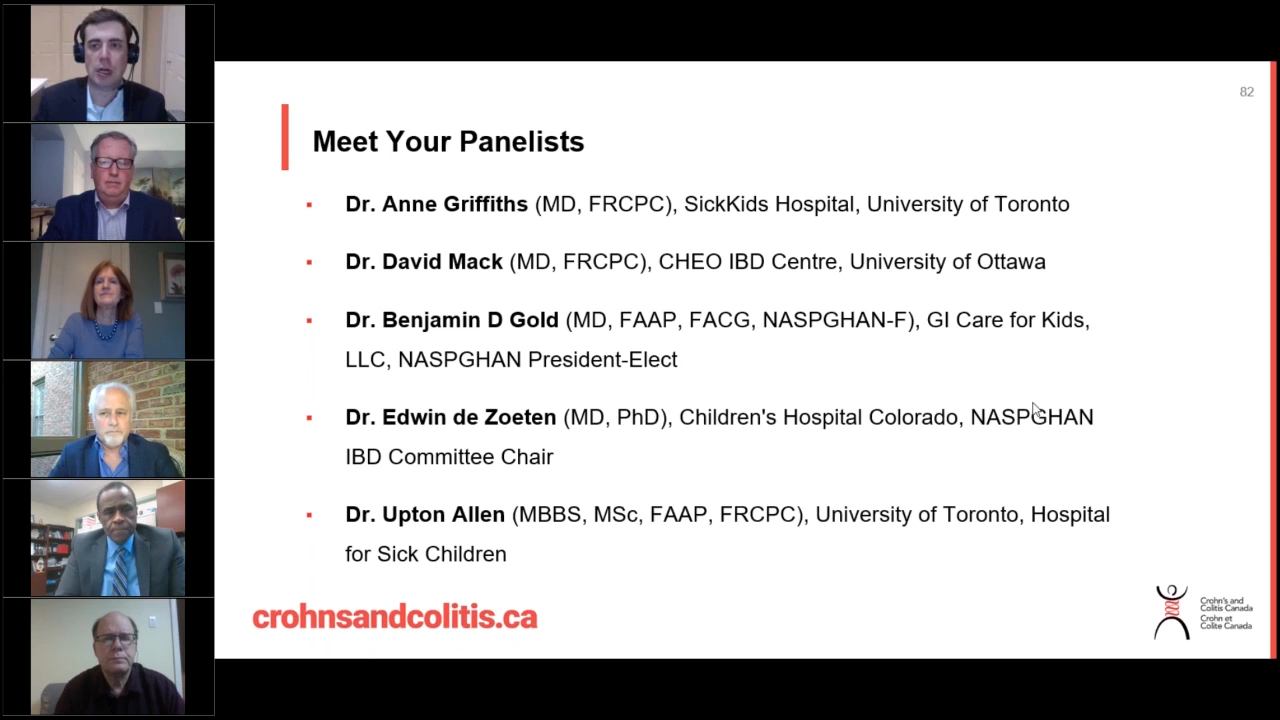 82
Meet Your Panelists
▪ Dr. Anne Griffiths (MD, FRCPC), SickKids Hospital, University of Toronto
▪ Dr. David Mack (MD, FRCPC), CHEO IBD Centre, University of Ottawa
▪ Dr. Benjamin D Gold (MD, FAAP, FACG, NASPGHAN-F), GI Care for Kids,
LLC, NASPGHAN President-Elect
▪ Dr. Edwin de Zoeten (MD, PhD), Children's Hospital Colorado, NASPGHAN
IBD Committee Chair
▪ Dr. Upton Allen (MBBS, MSc, FAAP, FRCPC), University of Toronto, Hospital
for Sick Children
crohnsandcolitis.ca
Crohn's and
Colitis Canada
Crohn et
Colite Canada